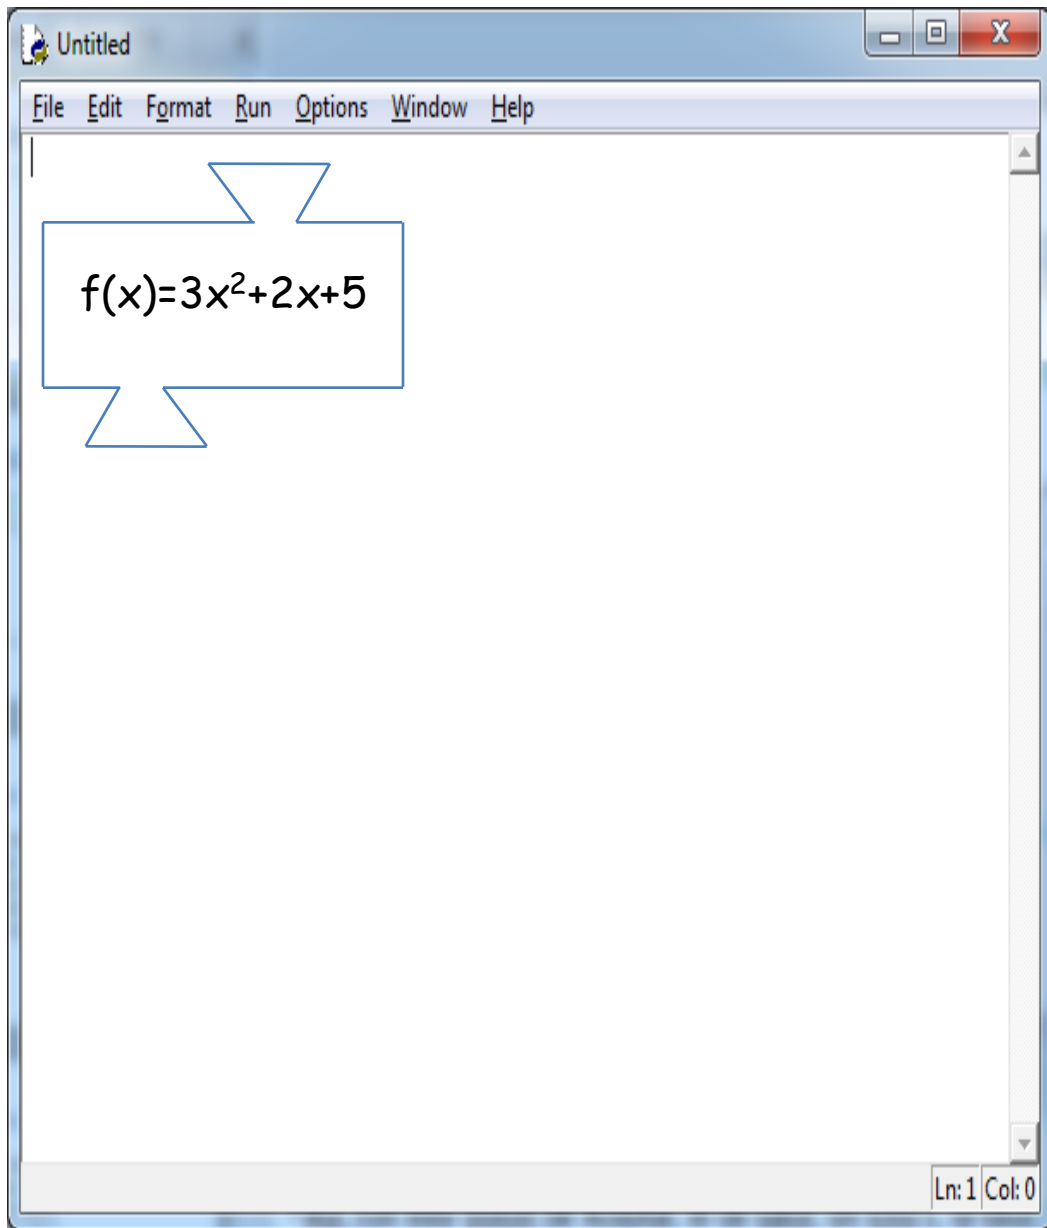 Untitled
File Edit Format Run Options Window Help
f(x)=3x²+2x+5
Ln: 1 Col: 0